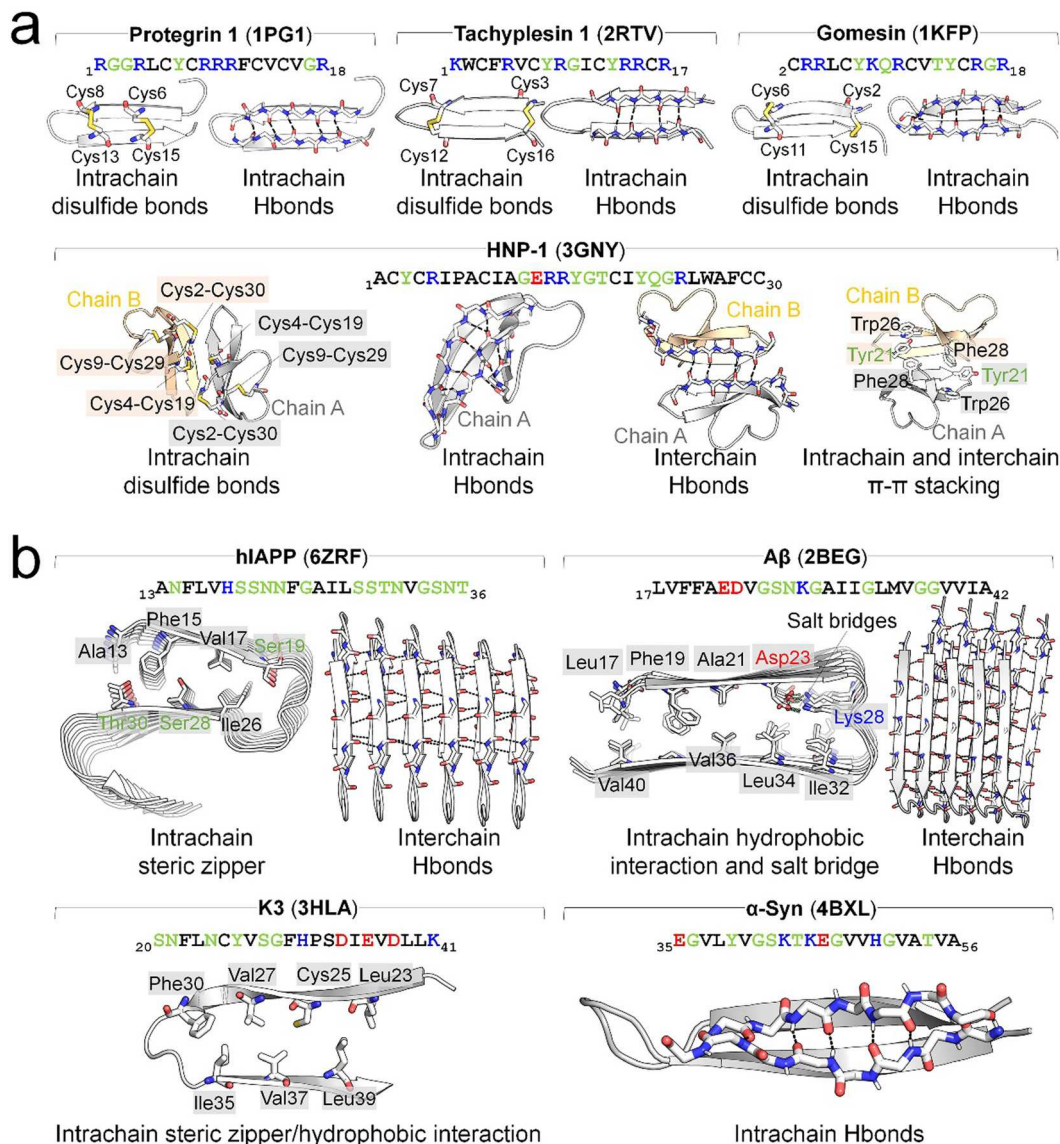 a
Protegrin 1 (1PG1)
1RGGRLCYCRRRFCVCVGR18
Cys8
Cys6
Cys13
Cys15
Intrachain
disulfide bonds
Intrachain
Hbonds
Tachyplesin 1 (2RTV)
1KWCFRVCYRGICYRRCR17
Cys7
Cys3
Cys12
Cys16
Intrachain
disulfide bonds
Intrachain
Hbonds
Gomesin (1KFP)
2CRRLCYKQRCVTYCRGR18
Cys6
Cys2
Cys11
Cys15
Intrachain
disulfide bonds
Intrachain
Hbonds
HNP-1 (3GNY)
1ACYCRIPACIAGERRYGTCIYQGRLWAFCC30
Chain B
Cys2-Cys30
Cys4-Cys19
Cys9-Cys29
Cys9-Cys29
Cys4-Cys19
Chain A
Cys2-Cys30
Intrachain
disulfide bonds
Chain A
Intrachain
Hbonds
Chain B
Chain A
Interchain
Hbonds
Chain B
Trp26
Tyr21
Phe28
Phe28
Tyr21
Trp26
Chain A
Intrachain and interchain
π-π stacking
b
hIAPP (6ZRF)
13ANFLVHSSNNFGAILSSTNVGSNT36
Phe15
Ala13
Val17
Ser19
Thr30
Ser28
Ile26
Intrachain
steric zipper
Interchain
Hbonds
Aβ (2BEG)
17LVFFAEDVGSNKGAIIGLMVGGVVIA42
Salt bridges
Leu17
Phe19
Ala21
Asp23
Lys28
Val40
Val36
Leu34
Ile32
Intrachain hydrophobic
interaction and salt bridge
Interchain
Hbonds
K3 (3HLA)
20SNFLNCYVSGFHPSDIEVDLLK41
Phe30
Val27
Cys25
Leu23
Ile35
Val37
Leu39
Intrachain steric zipper/hydrophobic interaction
α-Syn (4BXL)
35EGVLYVGSKTKEGVVHGVATVA56
Intrachain Hbonds